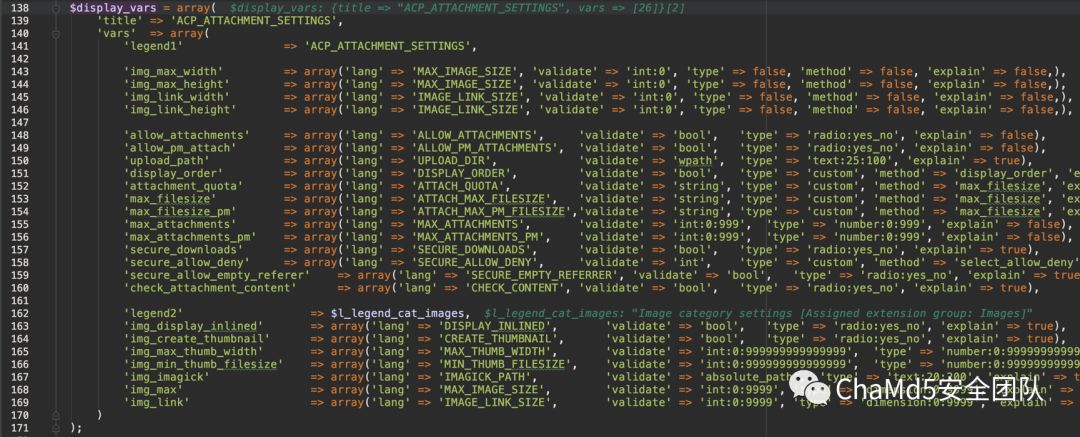 138 $display_vars = array( $display_vars: {title => "ACP_ATTACHMENT_SETTINGS", vars => [26]}[2]
139 'title' => 'ACP_ATTACHMENT_SETTINGS',
140 'vars' => array(
141 'legend1' => 'ACP_ATTACHMENT_SETTINGS',
142
143 'img_max_width' => array('lang' => 'MAX_IMAGE_SIZE', 'validate' => 'int:0', 'type' => false, 'method' => false, 'explain' => false,),
144 'img_max_height' => array('lang' => 'MAX_IMAGE_SIZE', 'validate' => 'int:0', 'type' => false, 'method' => false, 'explain' => false,),
145 'img_link_width' => array('lang' => 'IMAGE_LINK_SIZE', 'validate' => 'int:0', 'type' => false, 'method' => false, 'explain' => false,),
146 'img_link_height' => array('lang' => 'IMAGE_LINK_SIZE', 'validate' => 'int:0', 'type' => false, 'method' => false, 'explain' => false,),
147
148 'allow_attachments' => array('lang' => 'ALLOW_ATTACHMENTS', 'validate' => 'bool', 'type' => 'radio:yes_no', 'explain' => false),
149 'allow_pm_attach' => array('lang' => 'ALLOW_PM_ATTACHMENTS', 'validate' => 'bool', 'type' => 'radio:yes_no', 'explain' => false),
150 'upload_path' => array('lang' => 'UPLOAD_DIR', 'validate' => 'wpath', 'type' => 'text:25:100', 'explain' => true),
151 'display_order' => array('lang' => 'DISPLAY_ORDER', 'validate' => 'bool', 'type' => 'custom', 'method' => 'display_order', 'e
152 'attachment_quota' => array('lang' => 'ATTACH_QUOTA', 'validate' => 'string', 'type' => 'custom', 'method' => 'max_filesize', 'ex
153 'max_filesize' => array('lang' => 'ATTACH_MAX_FILESIZE', 'validate' => 'string', 'type' => 'custom', 'method' => 'max_filesize', 'ex
154 'max_filesize_pm' => array('lang' => 'ATTACH_MAX_PM_FILESIZE','validate' => 'string', 'type' => 'custom', 'method' => 'max_filesize', 'ex
155 'max_attachments' => array('lang' => 'MAX_ATTACHMENTS', 'validate' => 'int:0:999', 'type' => 'number:0:999', 'explain' => false),
156 'max_attachments_pm' => array('lang' => 'MAX_ATTACHMENTS_PM', 'validate' => 'int:0:999', 'type' => 'number:0:999', 'explain' => false),
157 'secure_downloads' => array('lang' => 'SECURE_DOWNLOADS', 'validate' => 'bool', 'type' => 'radio:yes_no', 'explain' => true),
158 'secure_allow_deny' => array('lang' => 'SECURE_ALLOW_DENY', 'validate' => 'int', 'type' => 'custom', 'method' => 'select_allow_deny'
159 'secure_allow_empty_referer' => array('lang' => 'SECURE_EMPTY_REFERRER', 'validate' => 'bool', 'type' => 'radio:yes_no', 'explain' => true
160 'check_attachment_content' => array('lang' => 'CHECK_CONTENT', 'validate' => 'bool', 'type' => 'radio:yes_no', 'explain' => true),
161
162 'legend2' => $l_legend_cat_images, $l_legend_cat_images: "Image category settings [Assigned extension group: Images]"
163 'img_display_inlined' => array('lang' => 'DISPLAY_INLINED', 'validate' => 'bool', 'type' => 'radio:yes_no', 'explain' => true),
164 'img_create_thumbnail' => array('lang' => 'CREATE_THUMBNAIL', 'validate' => 'bool', 'type' => 'radio:yes_no', 'explain' => true),
165 'img_max_thumb_width' => array('lang' => 'MAX_THUMB_WIDTH', 'validate' => 'int:0:999999999999999', 'type' => 'number:0:99999999999
166 'img_min_thumb_filesize' => array('lang' => 'MIN_THUMB_FILESIZE', 'validate' => 'int:0:999999999999999', 'type' => 'number:0:99999999999
167 'img_imagick' => array('lang' => 'IMAGICK_PATH', 'validate' => 'absolute_path 'text:20:200', 'explain' => t
168 'img_max' => array('lang' => 'MAX_IMAGE_SIZE', 'validate' => 'int:0:9999',
169 'img_link' => array('lang' => 'IMAGE_LINK_SIZE', 'validate' => 'int:0:9999', 'type' => 'dimension:0:9999', 'explain' =>
170 )
171 );
ChaMd5安全团队